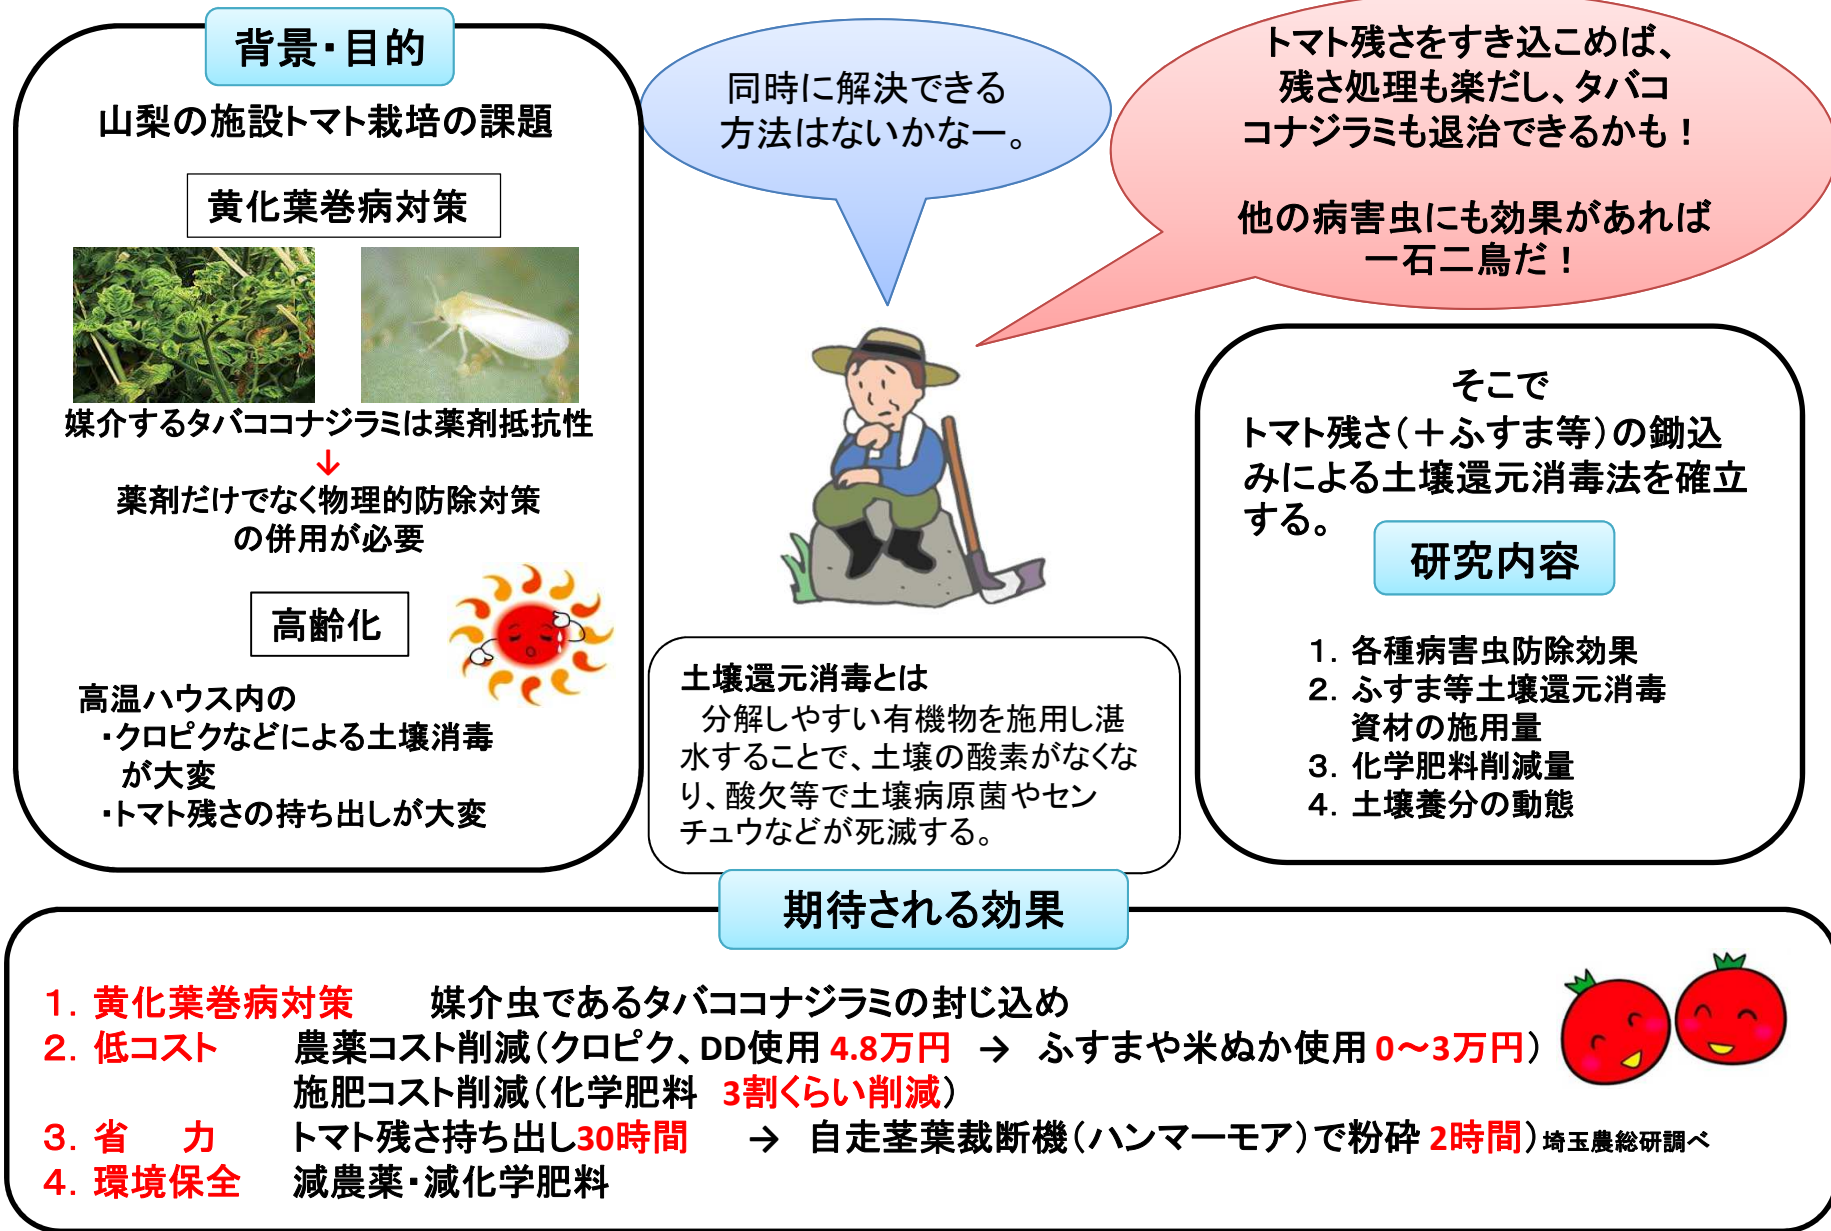 背景・目的
山梨の施設トマト栽培の課題
黄化葉巻病対策
媒介するタバココナジラミは薬剤抵抗性
↓
薬剤だけでなく物理的防除対策
の併用が必要
高齢化
高温ハウス内の
・クロピクなどによる土壌消毒
が大変
・トマト残さの持ち出しが大変
同時に解決できる
方法はないかなー。
トマト残さをすき込こめば、
残さ処理も楽だし、タバコ
コナジラミも退治できるかも！
他の病害虫にも効果があれば
一石二鳥だ！
土壌還元消毒とは
分解しやすい有機物を施用し湛
水することで、土壌の酸素がなくな
り、酸欠等で土壌病原菌やセン
チュウなどが死滅する。
そこで
トマト残さ（＋ふすま等）の鋤込
みによる土壌還元消毒法を確立
する。
研究内容
1．各種病害虫防除効果
2．ふすま等土壌還元消毒
資材の施用量
3．化学肥料削減量
4．土壌養分の動態
期待される効果
1．黄化葉巻病対策　媒介虫であるタバココナジラミの封じ込め
2．低コスト　農薬コスト削減（クロピク、DD使用 4.8万円 → ふすまや米ぬか使用 0～3万円）
施肥コスト削減（化学肥料 3割くらい削減）
3．省　力　トマト残さ持ち出し30時間 → 自走茎葉裁断機（ハンマーモア）で粉砕 2時間）埼玉農総研調べ
4．環境保全　減農薬・減化学肥料